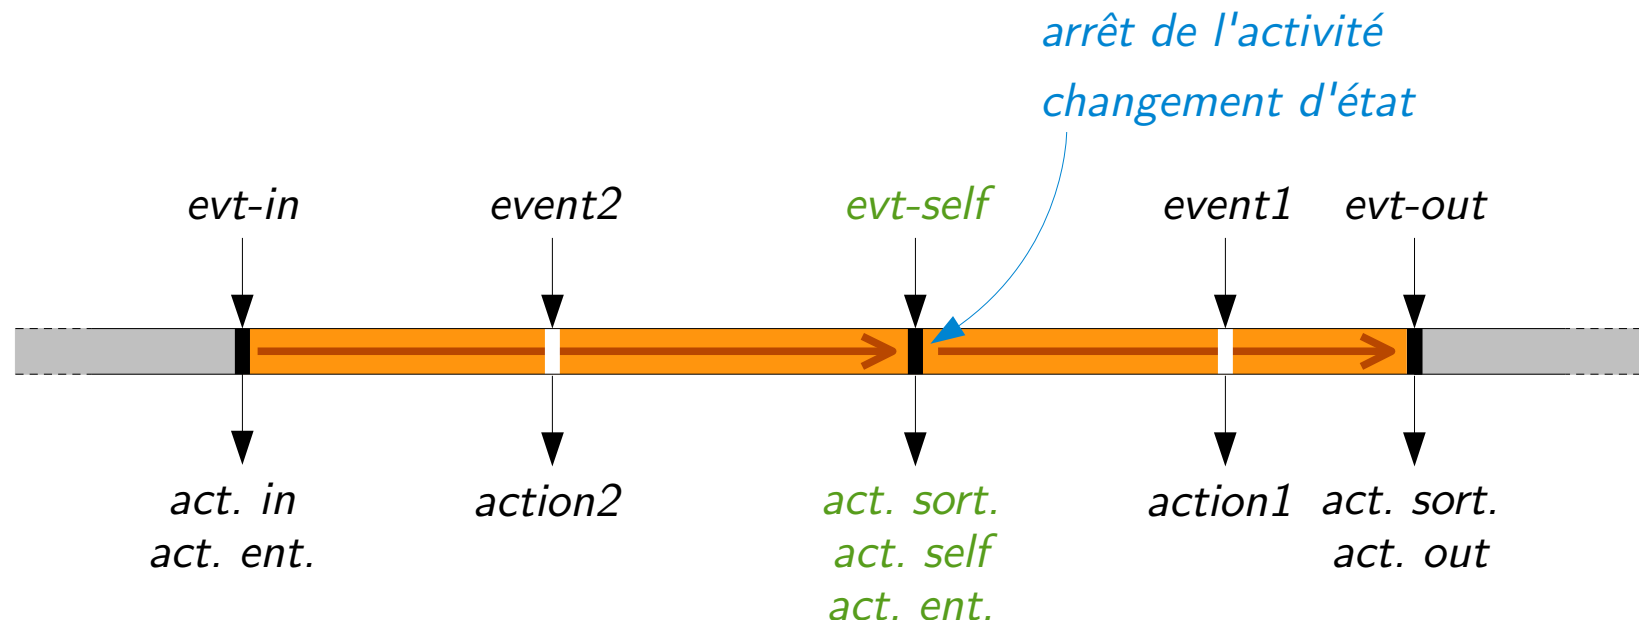 arrêt de l'activité
changement d'état
evt-in event2 evt-self event1 evt-out
act. in action2 act. sort. action1 act. sort.
act. ent. act. self act. out
act. ent.